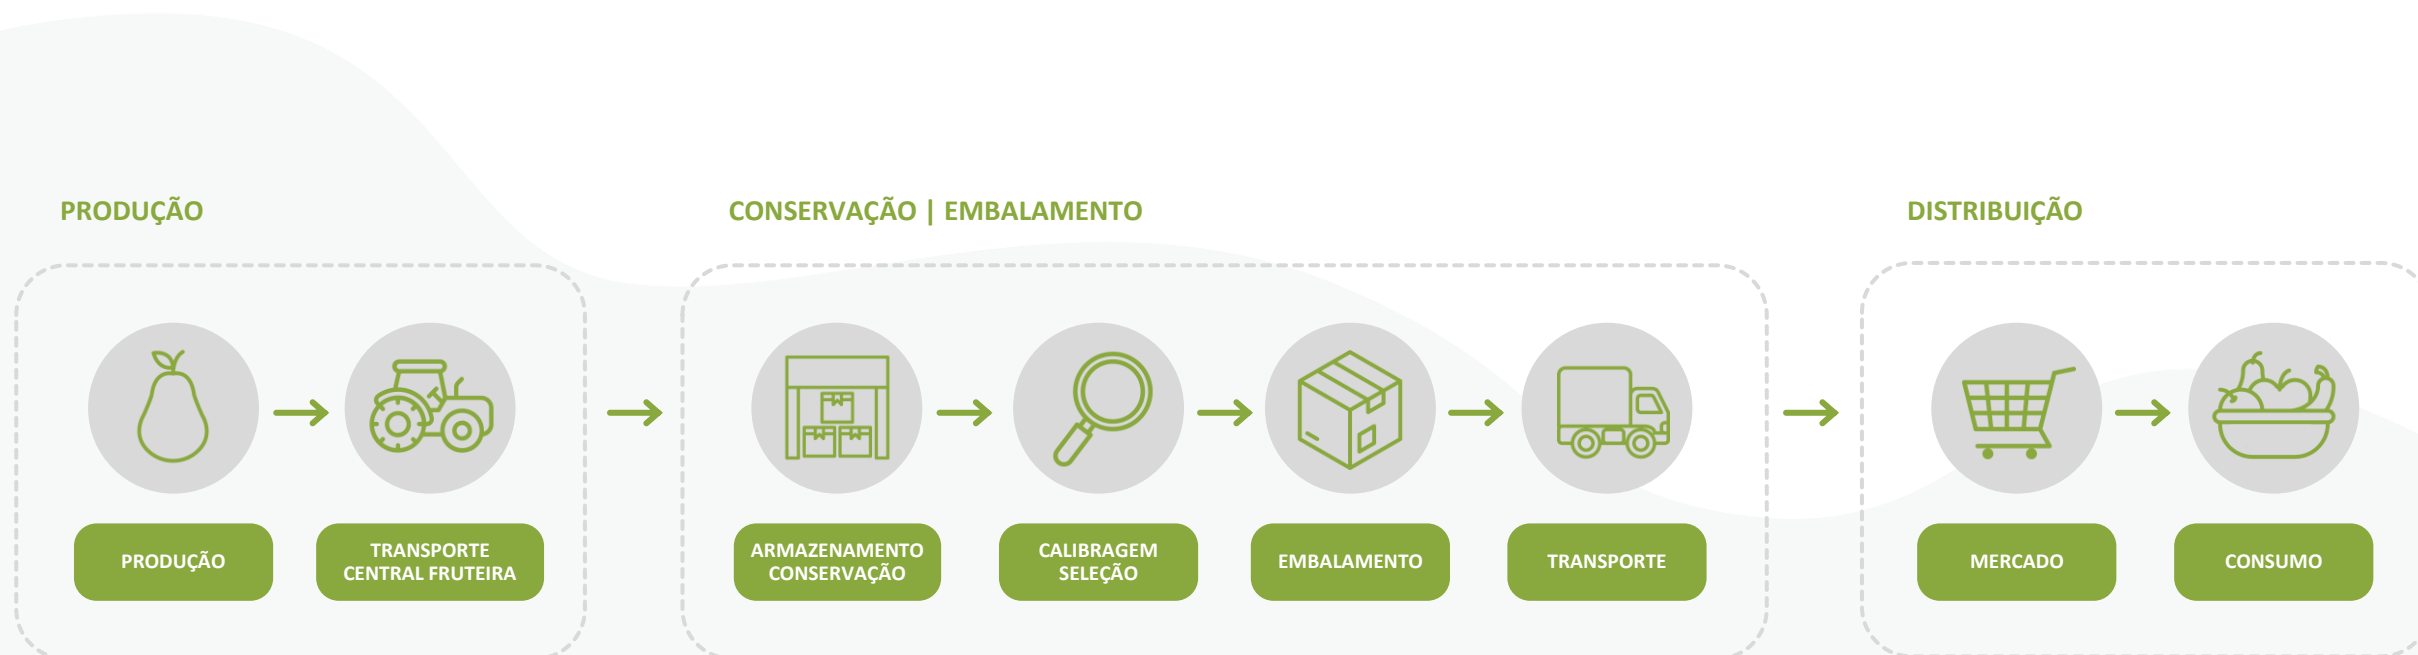 PRODUÇÃO
CONSERVAÇÃO | EMBALAMENTO
DISTRIBUIÇÃO
PRODUÇÃO
TRANSPORTE
CENTRAL FRUTEIRA
ARMAZENAMENTO
CONSERVAÇÃO
CALIBRAGEM
SELEÇÃO
EMBALAMENTO
TRANSPORTE
MERCADO
CONSUMO